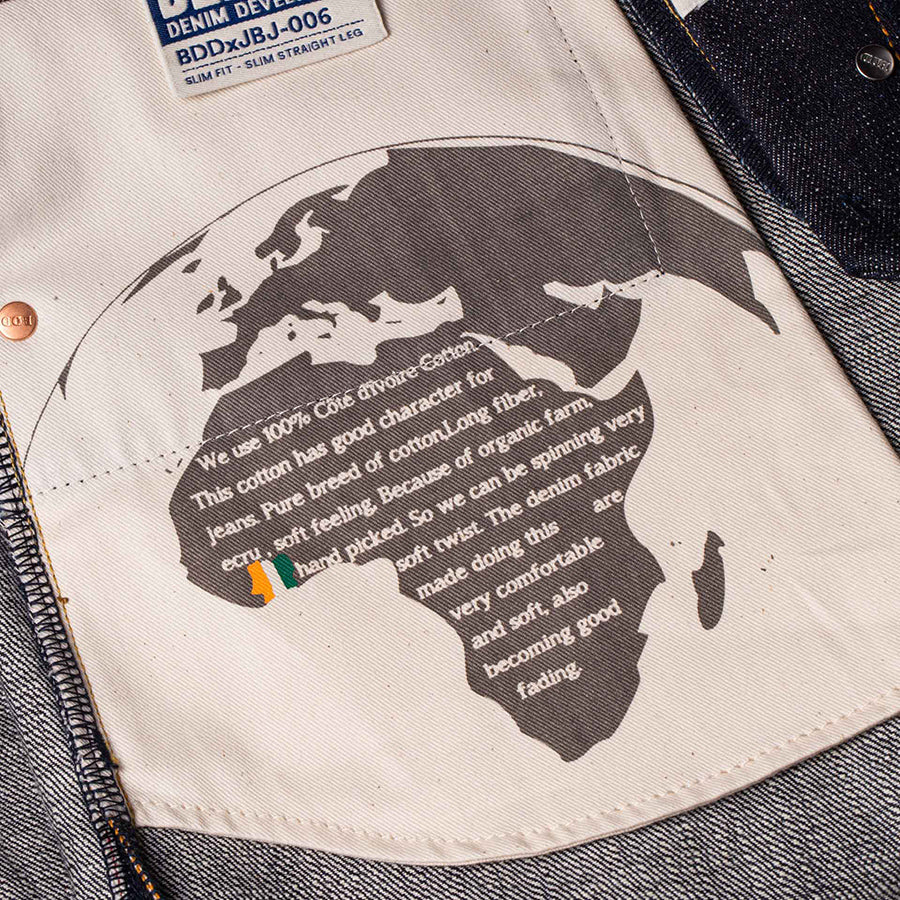 DENIM DEVEL
BDDxJBJ-006
SLIM FIT - SLIM STRAIGHT LEG
We use 100% Côte d'Ivoire Cotton.
This cotton has good character for
jeans. Pure breed of cotton,Long fiber,
ecru , soft feeling, Because of organic farm,
hand picked. So we can be spinning very
soft twist. The denim fabric
made doing this are
very comfortable
and soft, also
becoming good
fading.